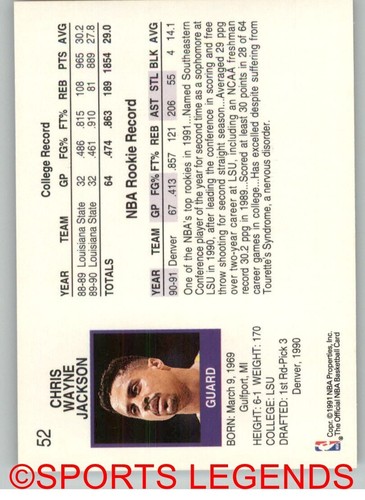 52
CHRIS
WAYNE
JACKSON
GUARD
BORN: March 9, 1969
Gulfport, MI
HEIGHT: 6-1 WEIGHT: 170
COLLEGE: LSU
DRAFTED: 1st Rd-Pick 3
Denver, 1990
Copr. © 1991 NBA Properties, Inc.
The Official NBA Basketball Card
NBA
College Record
YEAR TEAM GP FG% FT% REB PTS AVG
88-89 Louisiana State 32 .486 .815 108 965 30.2
89-90 Louisiana State 32 .461 .910 81 889 27.8
TOTALS 64 .474 .863 189 1854 29.0
NBA Rookie Record
YEAR TEAM GP FG% FT% REB AST STL BLK AVG
90-91 Denver 67 .413 .857 121 206 55 4 14.1
One of the NBA's top rookies in 1991...Named Southeastern
Conference player of the year for second time as a sophomore at
LSU in 1990, after leading the conference in scoring and free
throw shooting for second straight season...Averaged 29 ppg
over two-year career at LSU, including an NCAA freshman
record 30.2 ppg in 1989...Scored at least 30 points in 28 of 64
career games in college...Has excelled despite suffering from
Tourette's Syndrome, a nervous disorder.
©SPORTS LEGENDS